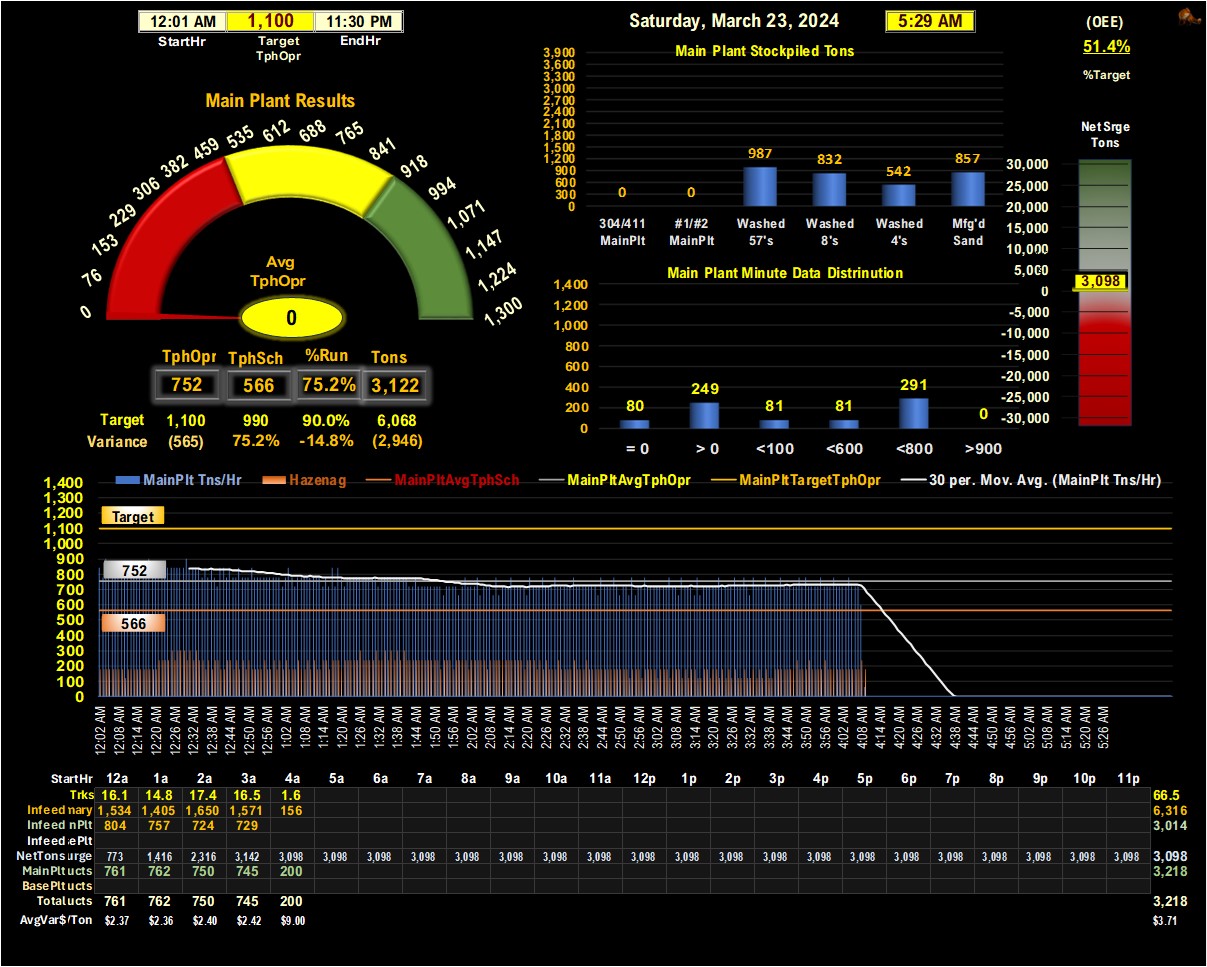 12:01 AM 1,100 11:30 PM
StartHr Target TphOpr EndHr
Saturday, March 23, 2024 5:29 AM
(OEE)
51.4%
%Target
Main Plant Results
0 76 153 229 306 382 459 535 612 688 765 841 918 994 1,071 1,147 1,224 1,300
Avg
TphOpr
0
TphOpr TphSch %Run Tons
752 566 75.2% 3,122
Target 1,100 990 90.0% 6,068
Variance (565) 75.2% -14.8% (2,946)
Main Plant Stockpiled Tons
3,900
3,600
3,300
3,000
2,700
2,400
2,100
1,800
1,500
1,200
900
600
300
0
0 0 987 832 542 857
304/411 #1/#2 Washed Washed Washed Mfg'd
MainPlt MainPlt 57's 8's 4's Sand
Main Plant Minute Data Distrinution
1,400
1,200
1,000
800
600
400
200
0
80 249 81 81 291 0
= 0 > 0 <100 <600 <800 >900
Net Srge
Tons
30,000
25,000
20,000
15,000
10,000
5,000
0
-5,000
-10,000
-15,000
-20,000
-25,000
-30,000
3,098
MainPlt Tns/Hr Hazenag MainPltAvgTphSch MainPltAvgTphOpr MainPltTargetTphOpr 30 per. Mov. Avg. (MainPlt Tns/Hr)
1,400
1,300
1,200
1,100
1,000
900
800
700
600
500
400
300
200
100
0
Target
752
566
12:02 AM 12:08 AM 12:14 AM 12:20 AM 12:26 AM 12:32 AM 12:38 AM 12:44 AM 12:50 AM 12:56 AM 1:02 AM 1:08 AM 1:14 AM 1:20 AM 1:26 AM 1:32 AM 1:38 AM 1:44 AM 1:50 AM 1:56 AM 2:02 AM 2:08 AM 2:14 AM 2:20 AM 2:26 AM 2:32 AM 2:38 AM 2:44 AM 2:50 AM 2:56 AM 3:02 AM 3:08 AM 3:14 AM 3:20 AM 3:26 AM 3:32 AM 3:38 AM 3:44 AM 3:50 AM 3:56 AM 4:02 AM 4:08 AM 4:14 AM 4:20 AM 4:26 AM 4:32 AM 4:38 AM 4:44 AM 4:50 AM 4:56 AM 5:02 AM 5:08 AM 5:14 AM 5:20 AM 5:26 AM
StartHr 12a 1a 2a 3a 4a 5a 6a 7a 8a 9a 10a 11a 12p 1p 2p 3p 4p 5p 6p 7p 8p 9p 10p 11p
Trks 16.1 14.8 17.4 16.5 1.6 66.5
Infeed nary 1,534 1,405 1,650 1,571 156 6,316
Infeed nPlt 804 757 724 729 3,014
Infeed ePlt
NetTons urge 773 1,416 2,316 3,142 3,098 3,098 3,098 3,098 3,098 3,098 3,098 3,098 3,098 3,098 3,098 3,098 3,098 3,098 3,098 3,098 3,098 3,098 3,098 3,098 3,098
MainPlt ucts 761 762 750 745 200 3,218
BasePlt ucts
Total ucts 761 762 750 745 200 3,218
AvgVar$/Ton $2.37 $2.36 $2.40 $2.42 $9.00 $3.71